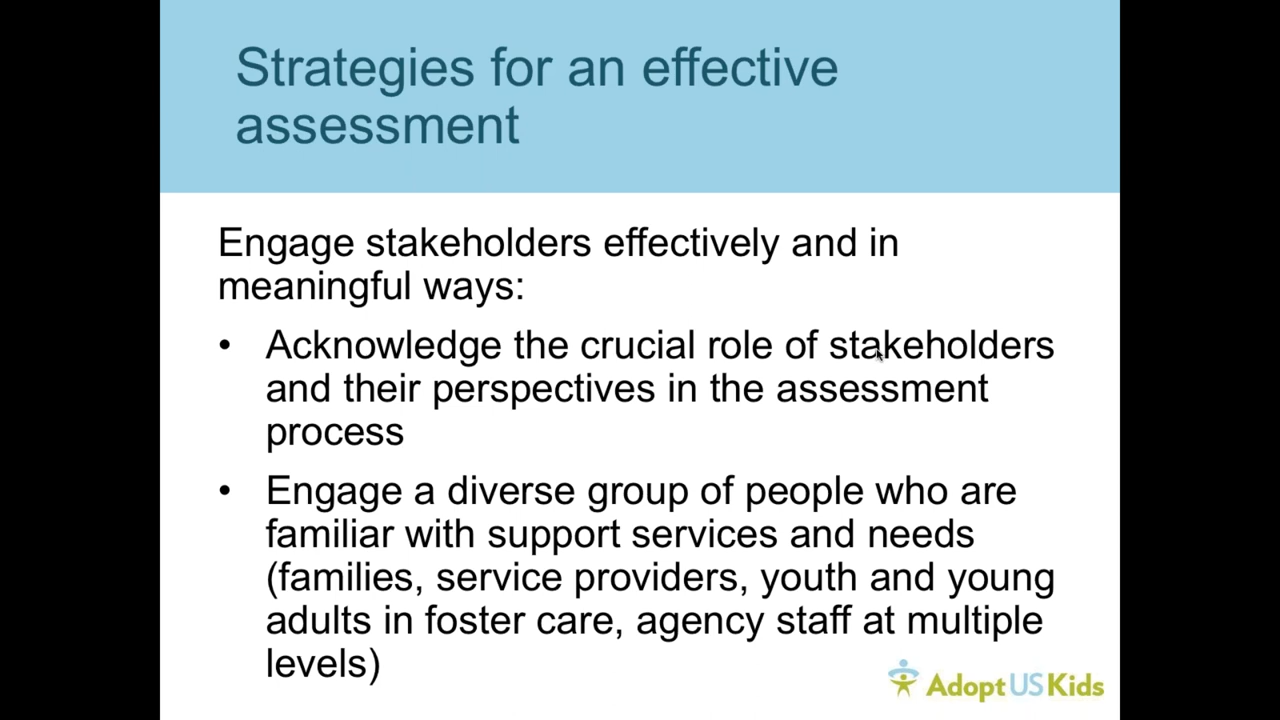 Strategies for an effective
assessment
Engage stakeholders effectively and in
meaningful ways:
• Acknowledge the crucial role of stakeholders
and their perspectives in the assessment
process
• Engage a diverse group of people who are
familiar with support services and needs
(families, service providers, youth and young
adults in foster care, agency staff at multiple
levels)
AdoptUSKids